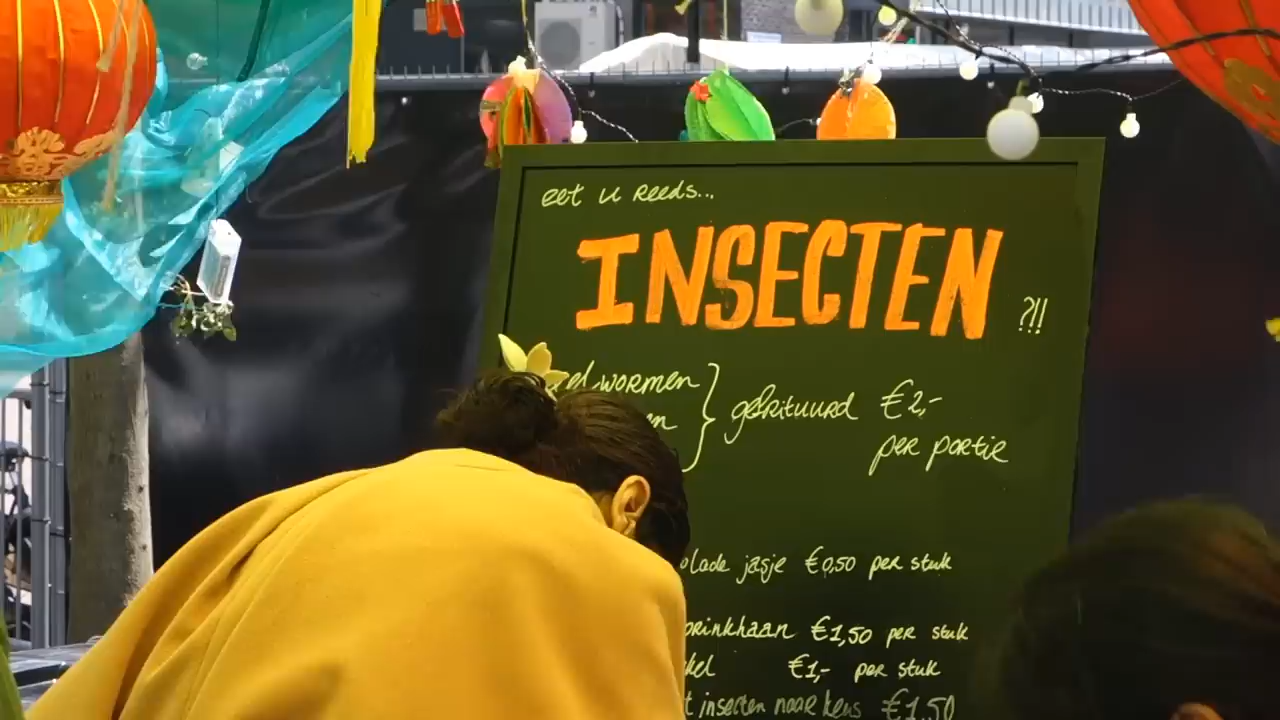 eet u reeds...
INSECTEN ?!!
wormen } gefrituurd €2,-
per portie
jasje €0,50 per stuk
€1,50 per stuk
€1,- per stuk
insecten naar keus €1,50